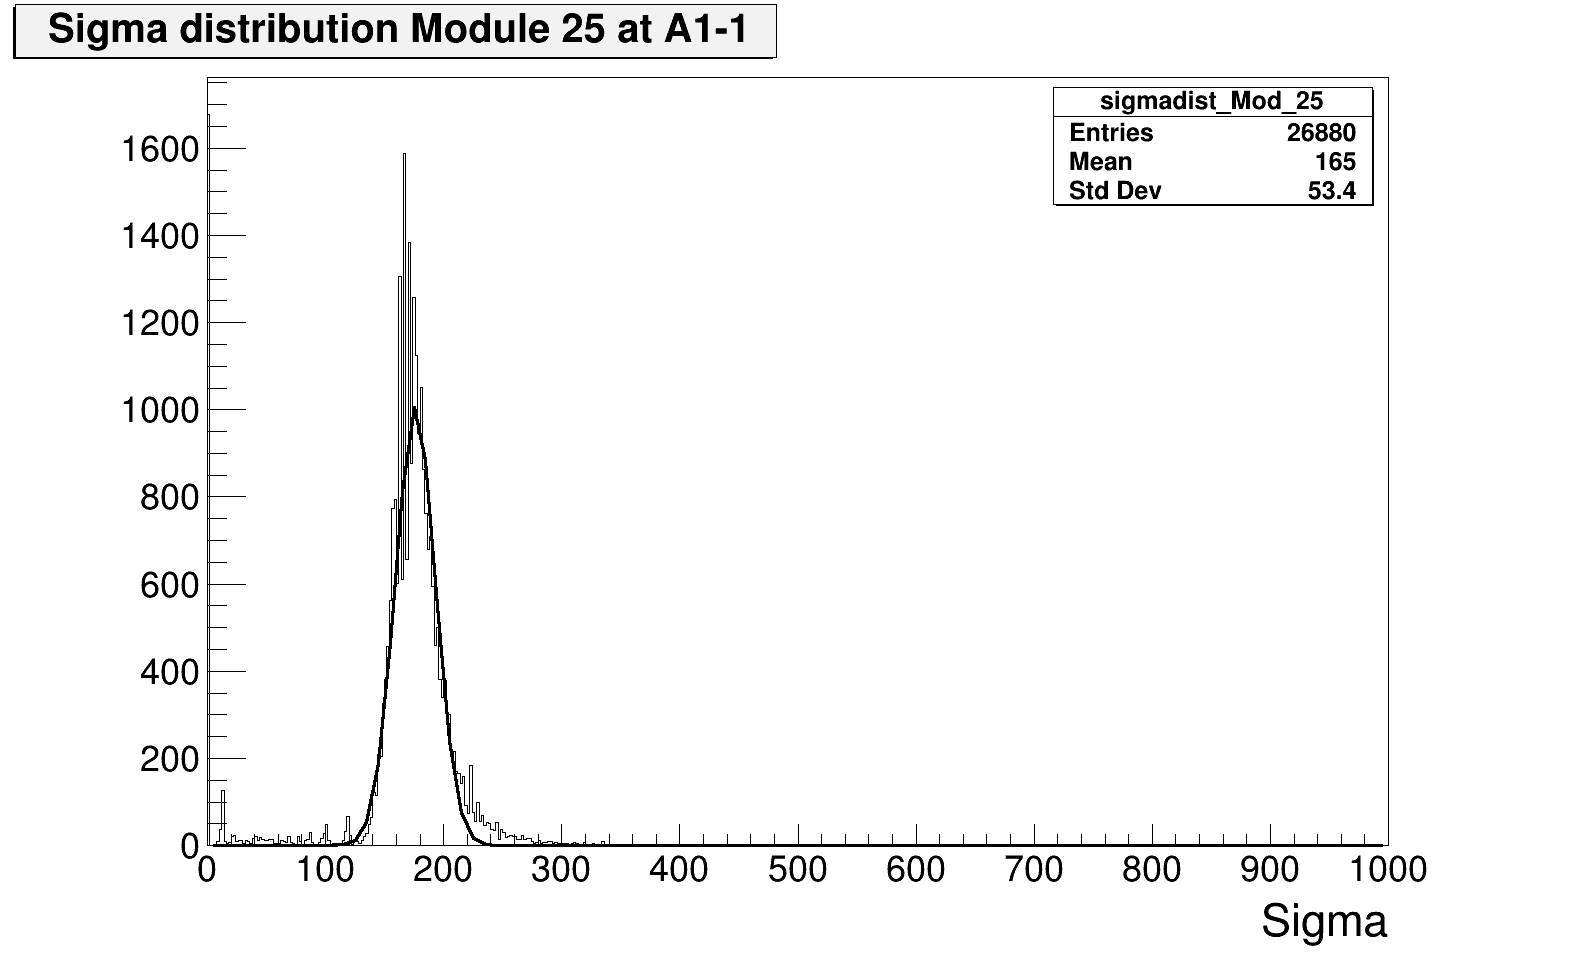 Sigma distribution Module 25 at A1-1
sigmadist_Mod_25
Entries 26880
Mean 165
Std Dev 53.4
1600
1400
1200
1000
800
600
400
200
0
0 100 200 300 400 500 600 700 800 900 1000
Sigma